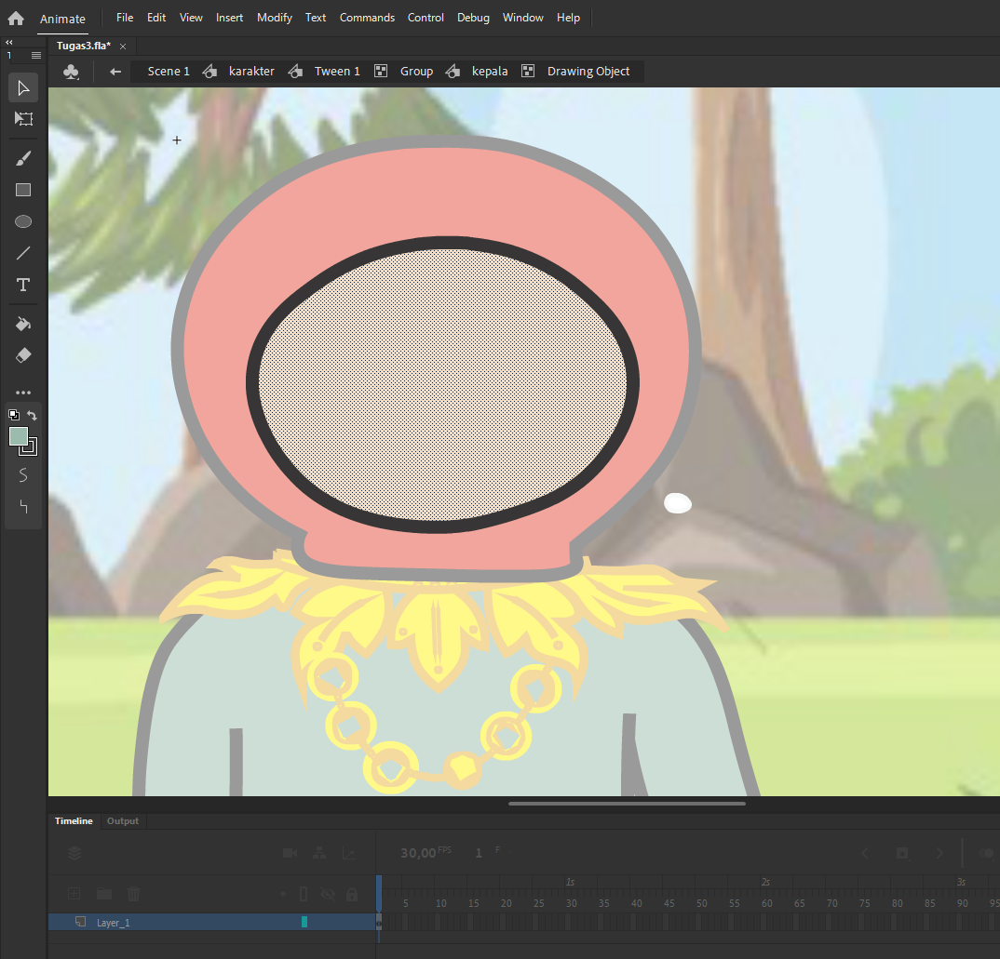 Animate File Edit View Insert Modify Text Commands Control Debug Window Help
1 Tugas3.fla* ×
Scene 1 karakter Tween 1 Group kepala Drawing Object
T
Timeline Output
30,00 FPS 1 F
1s 2s 3s
5 10 15 20 25 30 35 40 45 50 55 60 65 70 75 80 85 90 95
Layer_1